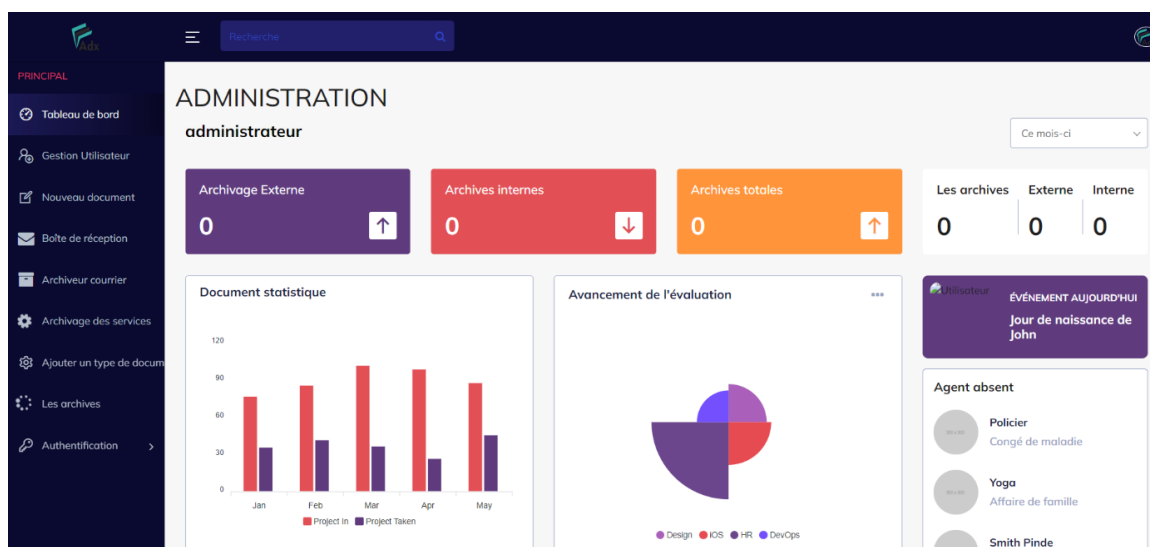 Adx
Recherche
PRINCIPAL
Tableau de bord
Gestion Utilisateur
Nouveau document
Boîte de réception
Archiveur courrier
Archivage des services
Ajouter un type de docum
Les archives
Authentification
ADMINISTRATION
administrateur
Ce mois-ci
Archivage Externe
0
Archives internes
0
Archives totales
0
Les archives Externe Interne
0 0 0
Document statistique
120
90
60
30
0
Jan Feb Mar Apr May
Project In Project Taken
Avancement de l'évaluation
Design iOS HR DevOps
Utilisateur
ÉVÉNEMENT AUJOURD'HUI
Jour de naissance de
John
Agent absent
Policier
Congé de maladie
Yoga
Affaire de famille
Smith Pinde